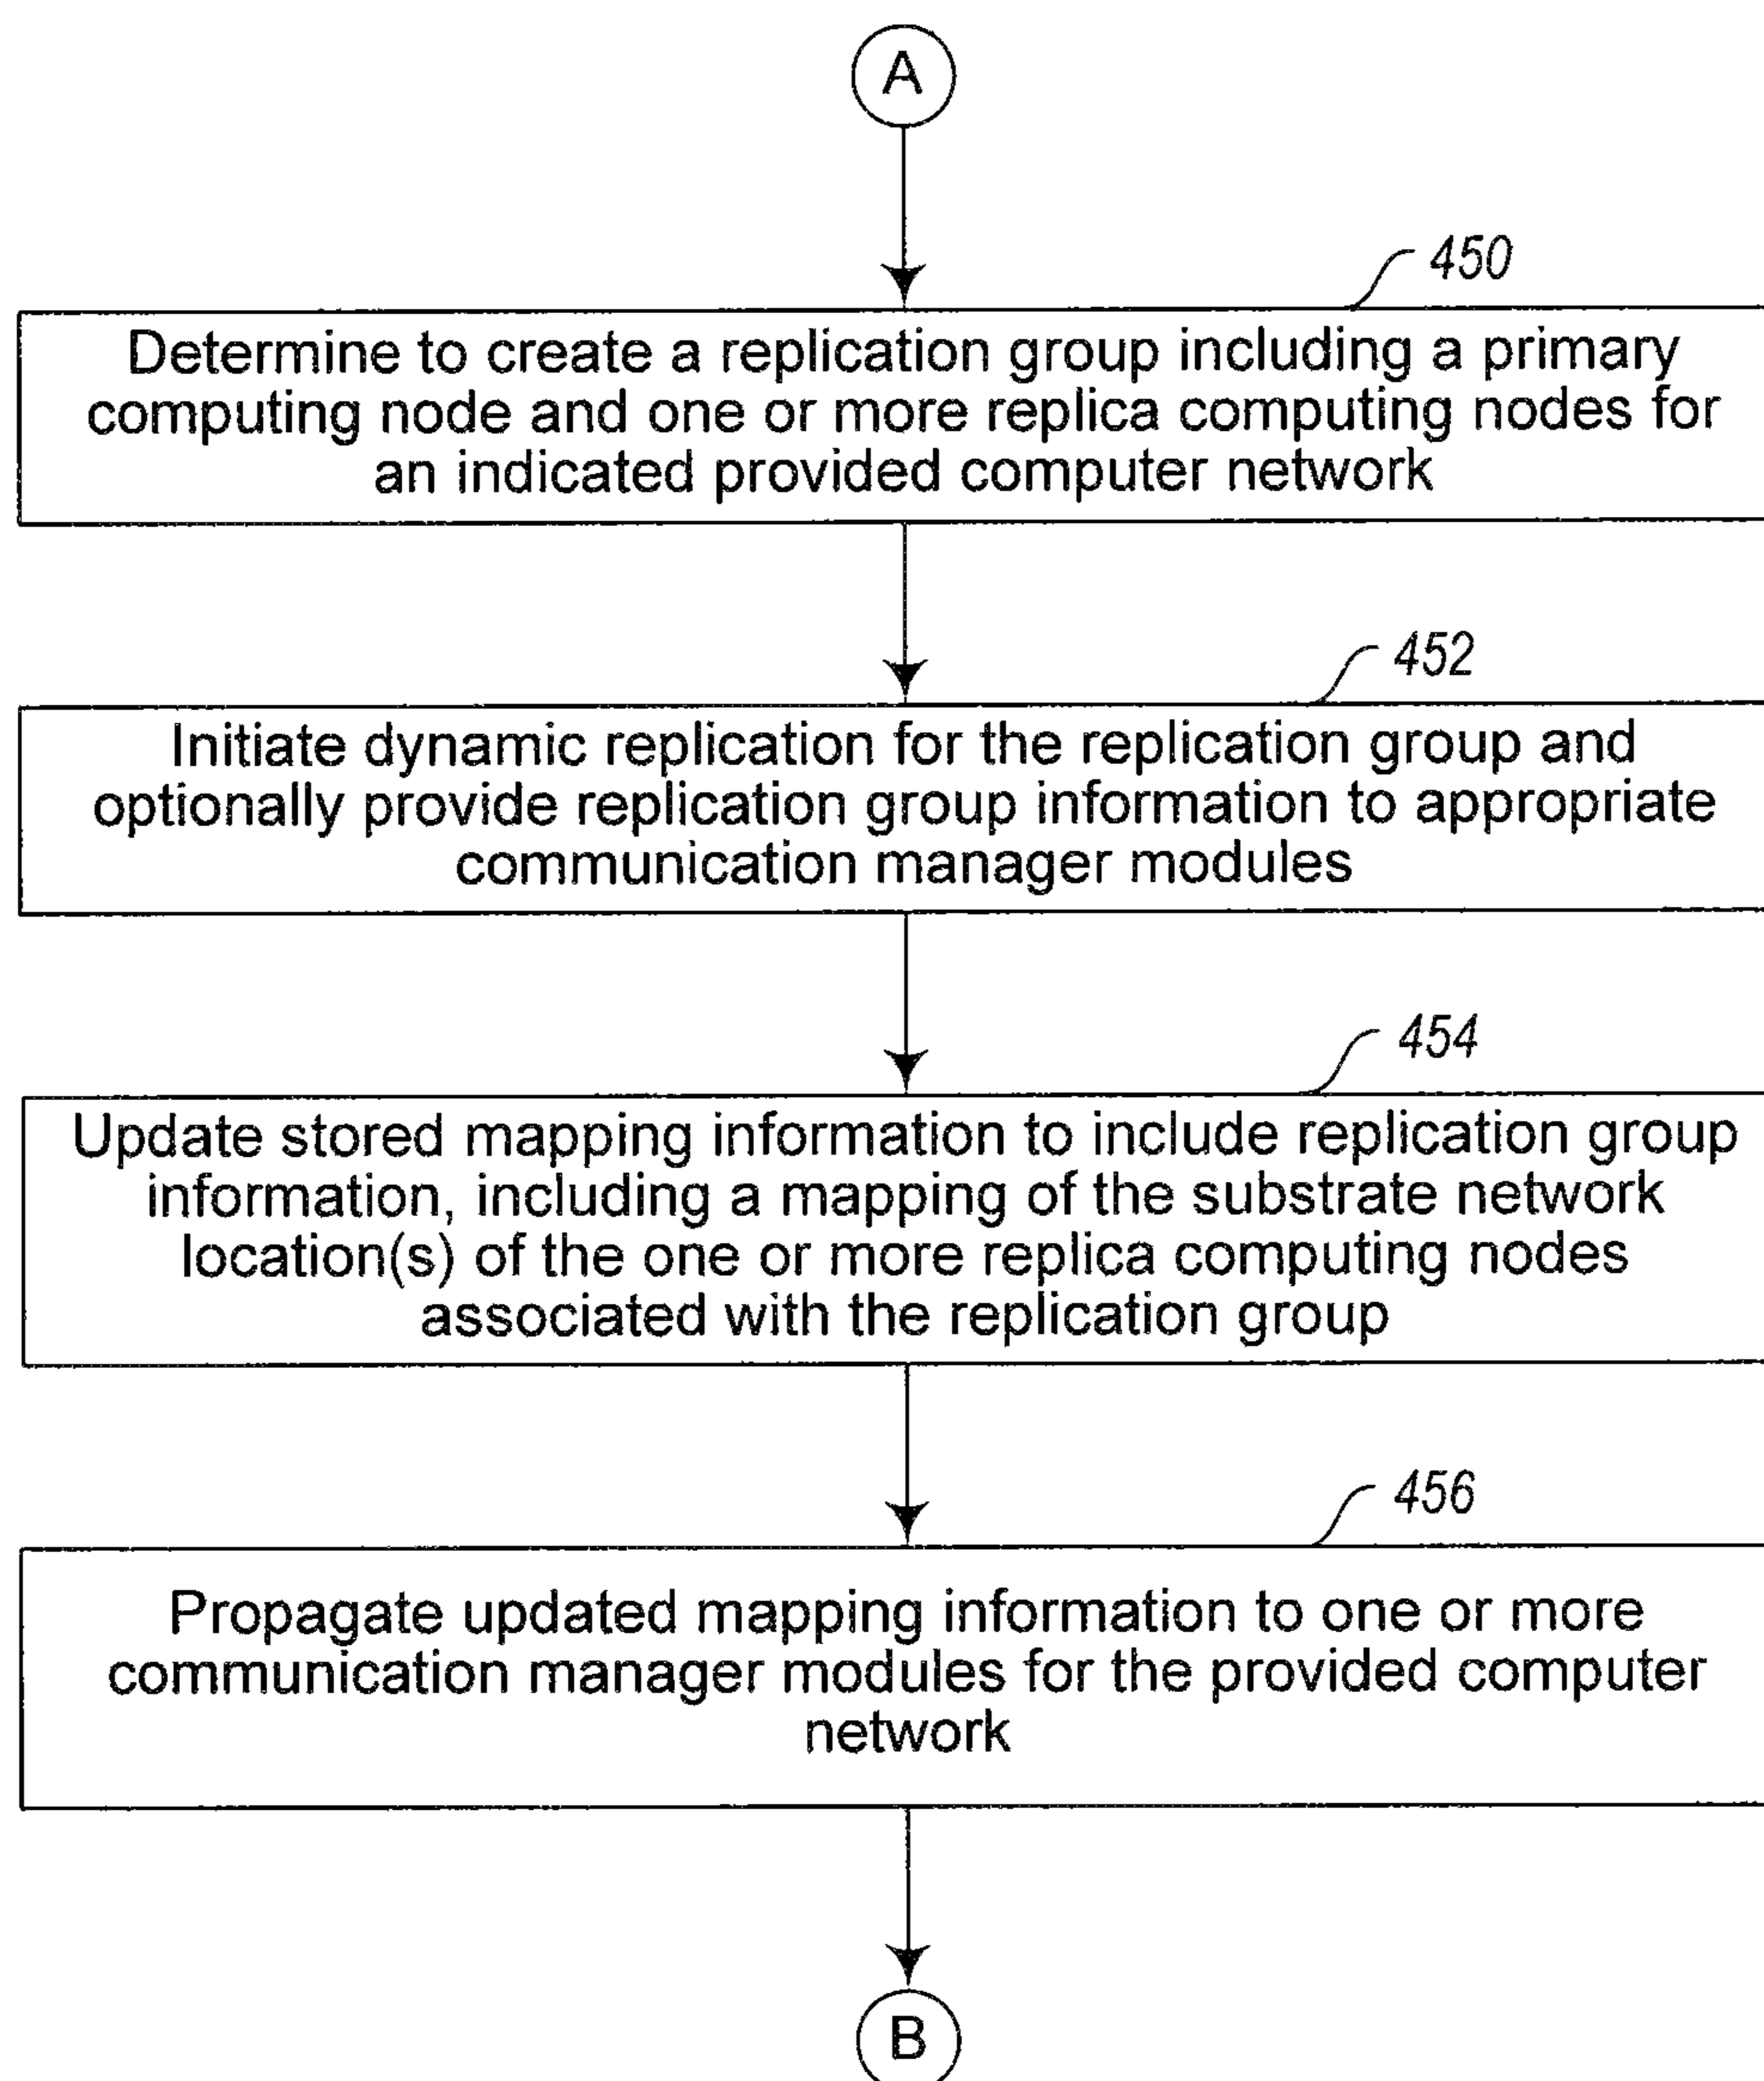 A
450
Determine to create a replication group including a primary
computing node and one or more replica computing nodes for
an indicated provided computer network
452
Initiate dynamic replication for the replication group and
optionally provide replication group information to appropriate
communication manager modules
454
Update stored mapping information to include replication group
information, including a mapping of the substrate network
location(s) of the one or more replica computing nodes
associated with the replication group
456
Propagate updated mapping information to one or more
communication manager modules for the provided computer
network
B